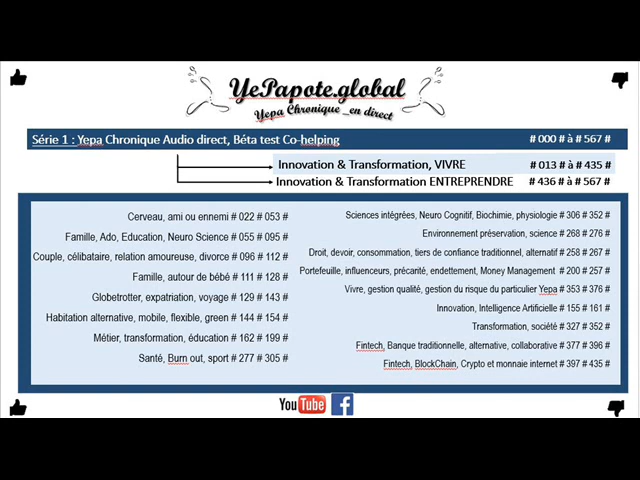 YePapote.global
Yepa Chronique _en direct
Série 1 : Yepa Chronique Audio direct, Béta test Co-helping # 000 # à # 567 #
Innovation & Transformation, VIVRE # 013 # à # 435 #
Innovation & Transformation ENTREPRENDRE # 436 # à # 567 #
Cerveau, ami ou ennemi # 022 # 053 #
Famille, Ado, Education, Neuro Science # 055 # 095 #
Couple, célibataire, relation amoureuse, divorce # 096 # 112 #
Famille, autour de bébé # 111 # 128 #
Globetrotter, expatriation, voyage # 129 # 143 #
Habitation alternative, mobile, flexible, green # 144 # 154 #
Métier, transformation, éducation # 162 # 199 #
Santé, Burn out, sport # 277 # 305 #
Sciences intégrées, Neuro Cognitif, Biochimie, physiologie # 306 # 352 #
Environnement préservation, science # 268 # 276 #
Droit, devoir, consommation, tiers de confiance traditionnel, alternatif # 258 # 267 #
Portefeuille, influenceurs, précarité, endettement, Money Management # 200 # 257 #
Vivre, gestion qualité, gestion du risque du particulier Yepa # 353 # 376 #
Innovation, Intelligence Artificielle # 155 # 161 #
Transformation, société # 327 # 352 #
Fintech, Banque traditionnelle, alternative, collaborative # 377 # 396 #
Fintech, BlockChain, Crypto et monnaie internet # 397 # 435 #
YouTube f